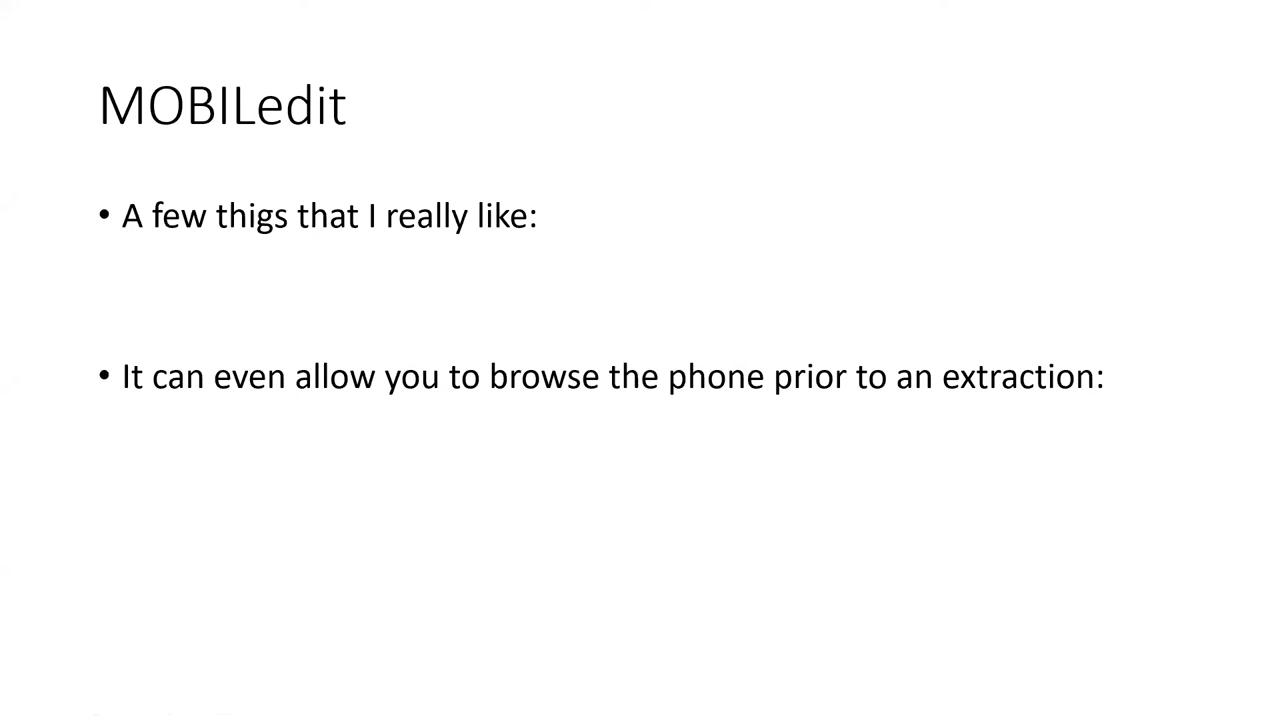 MOBILedit
• A few thigs that I really like:
• It can even allow you to browse the phone prior to an extraction: